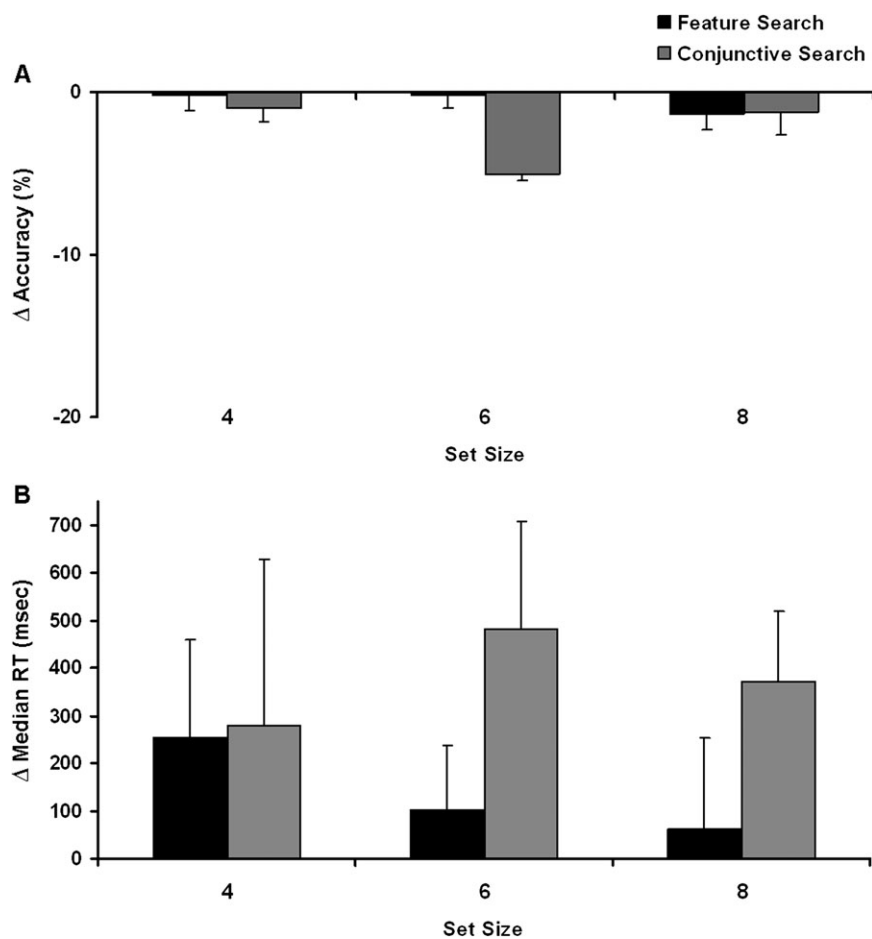 Feature Search
Conjunctive Search
A
0
-10
-20
Δ Accuracy (%)
4 6 8
Set Size
B
700
600
500
400
300
200
100
0
Δ Median RT (msec)
4 6 8
Set Size